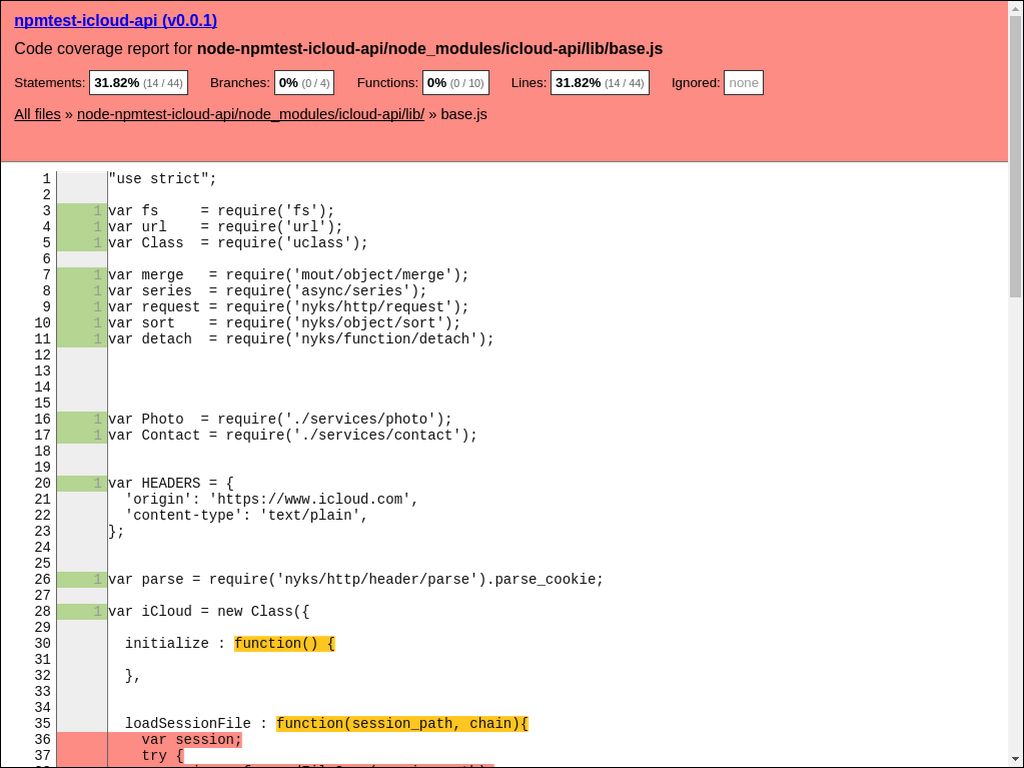 npmtest-icloud-api (v0.0.1)
Code coverage report for node-npmtest-icloud-api/node_modules/icloud-api/lib/base.js
Statements: 31.82% (14 / 44) Branches: 0% (0 / 4) Functions: 0% (0 / 10) Lines: 31.82% (14 / 44) Ignored: none
All files » node-npmtest-icloud-api/node_modules/icloud-api/lib/ » base.js
1 "use strict";
2
3 1 var fs     = require('fs');
4 1 var url    = require('url');
5 1 var Class  = require('uclass');
6
7 1 var merge   = require('mout/object/merge');
8 1 var series  = require('async/series');
9 1 var request = require('nyks/http/request');
10 1 var sort    = require('nyks/object/sort');
11 1 var detach  = require('nyks/function/detach');
12
13
14
15
16 1 var Photo  = require('./services/photo');
17 1 var Contact = require('./services/contact');
18
19
20 1 var HEADERS = {
21   'origin': 'https://www.icloud.com',
22   'content-type': 'text/plain',
23 };
24
25
26 1 var parse = require('nyks/http/header/parse').parse_cookie;
27
28 1 var iCloud = new Class({
29
30   initialize : function() {
31
32   },
33
34
35   loadSessionFile : function(session_path, chain){
36     var session;
37     try {